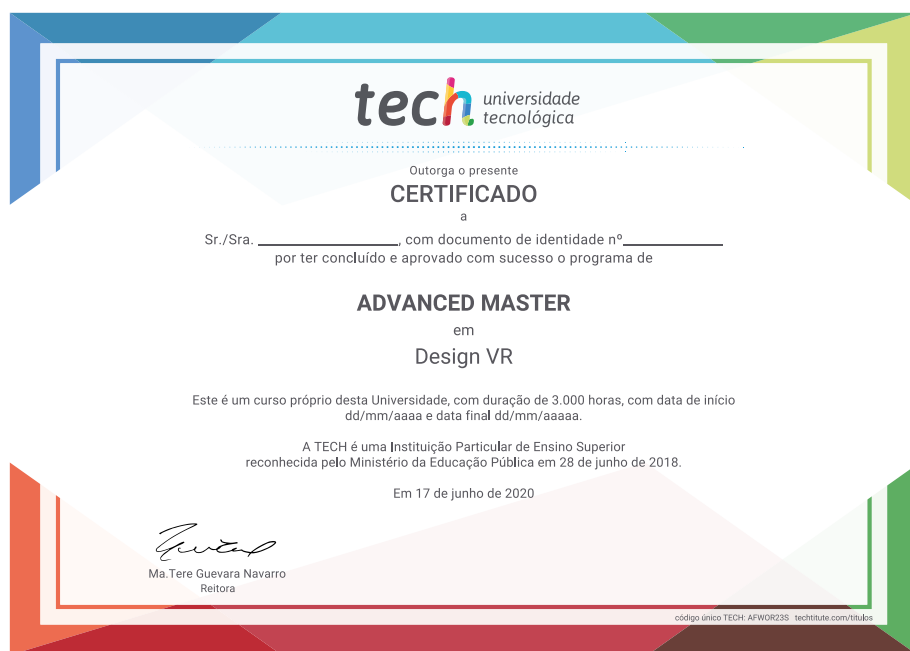 tech universidade
tecnológica
Outorga o presente
CERTIFICADO
a
Sr./Sra. ____________________, com documento de identidade nº______________
por ter concluído e aprovado com sucesso o programa de
ADVANCED MASTER
em
Design VR
Este é um curso próprio desta Universidade, com duração de 3.000 horas, com data de início
dd/mm/aaaa e data final dd/mm/aaaaa.
A TECH é uma Instituição Particular de Ensino Superior
reconhecida pelo Ministério da Educação Pública em 28 de junho de 2018.
Em 17 de junho de 2020
Ma.Tere Guevara Navarro
Reitora
código único TECH: AFWOR23S techtitute.com/titulos